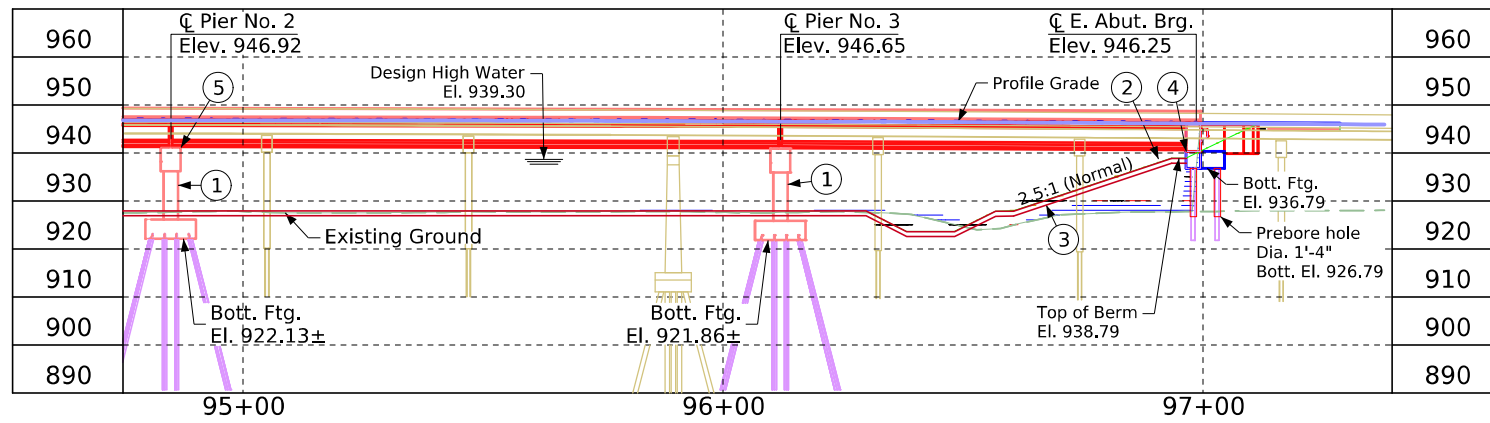 ℄ Pier No. 2
Elev. 946.92
℄ Pier No. 3
Elev. 946.65
℄ E. Abut. Brg.
Elev. 946.25
960
960
Design High Water
El. 939.30
Profile Grade
950
950
5
2
4
940
940
930
1
1
2.5:1 (Normal)
Bott. Ftg.
El. 936.79
930
920
Existing Ground
3
Prebore hole
Dia. 1'-4"
Bott. El. 926.79
920
910
910
Bott. Ftg.
El. 922.13±
Bott. Ftg.
El. 921.86±
Top of Berm
El. 938.79
900
900
890
890
95+00
96+00
97+00